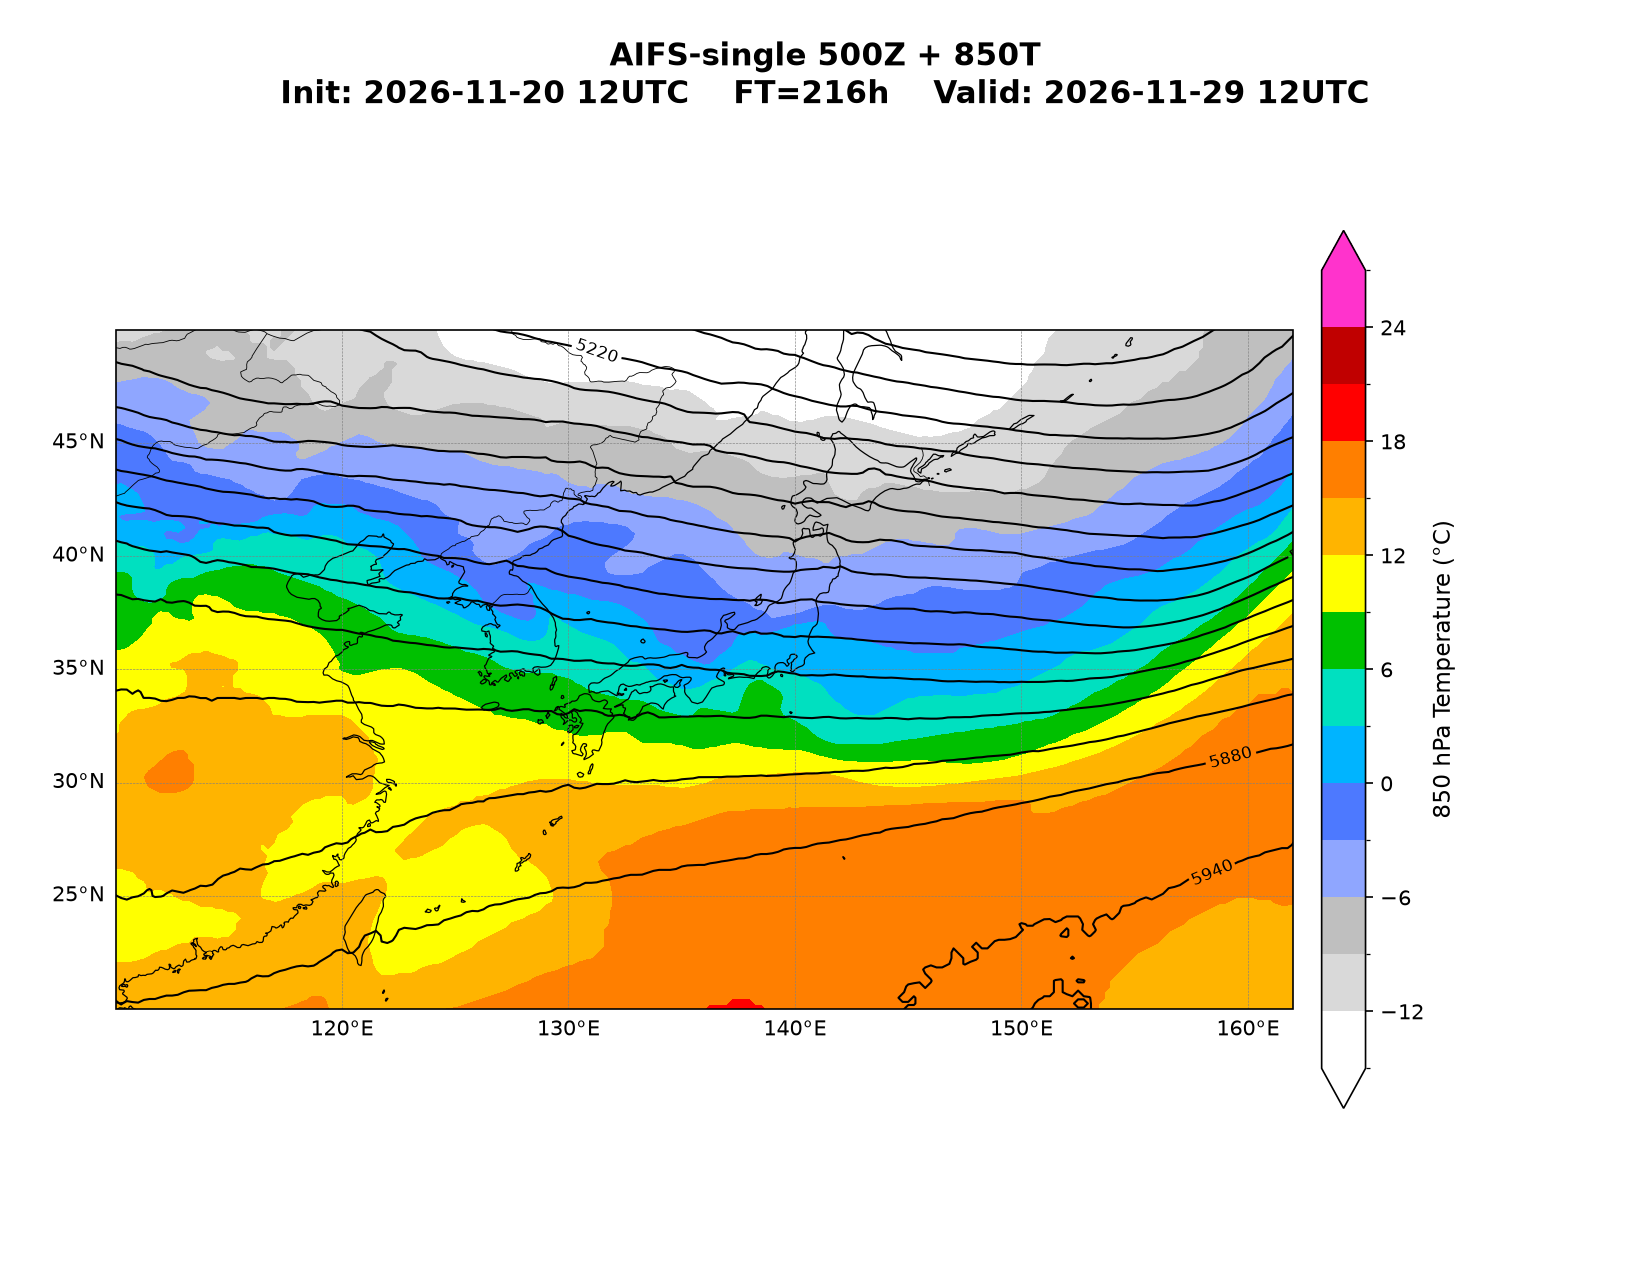 AIFS-single 500Z + 850T
Init: 2026-11-20 12UTC    FT=216h    Valid: 2026-11-29 12UTC
5220
5880
5940
45°N
40°N
35°N
30°N
25°N
120°E
130°E
140°E
150°E
160°E
24
18
12
6
0
−6
−12
850 hPa Temperature (°C)